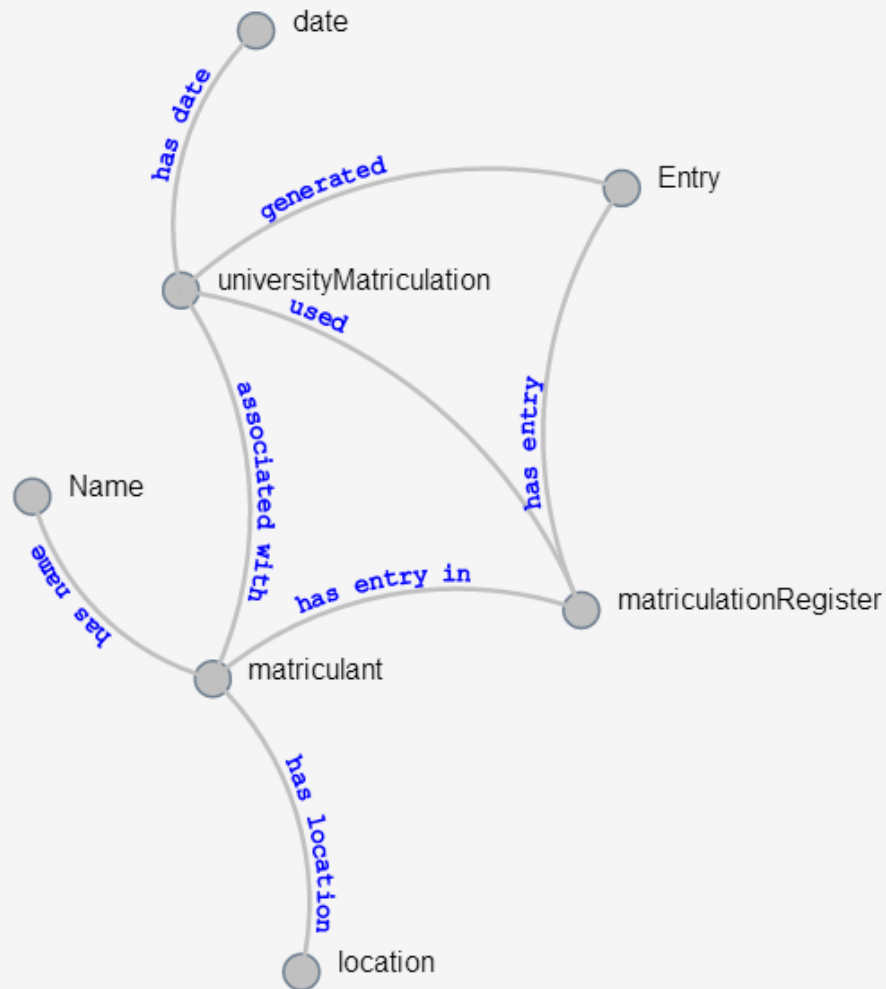 date
has date
generated
Entry
universityMatriculation
used
has entry
associated with
Name
has name
has entry in
matriculationRegister
matriculant
has location
location